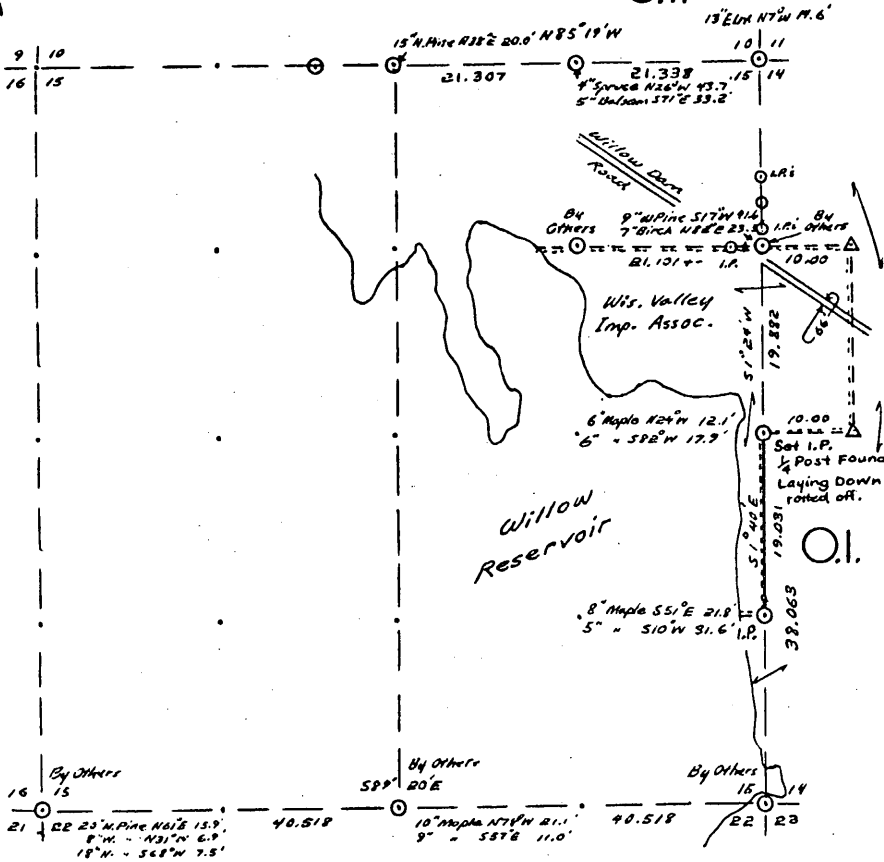 13" Elm N7°W 14.6'
9 10
15" N.Pine N38°E 20.0' N85°19'W
10 11
16 15
21.307
21.338
15 14
4" Spruce N26°W 43.7'
5" Balsam S71°E 33.2'
Willow Dam
Road
I.P.
By
Others
9" W Pine S17°W 41.6
7" Birch N88°E 23.5'
I.P.
By
Others
21.101 +-
I.P.
10.00
Wis. Valley
Imp. Assoc.
66'
S1°24'W
19.882
6" Maple N24°W 12.1'
6" " S82°W 17.9'
10.00
Set I.P.
1/4 Post Found
Laying Down
rotted off.
Willow
Reservoir
S1°40'E
19.031
O.I.
8" Maple S51°E 21.8'
5" " S10°W 31.6'
I.P.
38.063
By Others
By Others
By Others
16 15
S89°
20'E
15 14
21 22
20" N.Pine N61°E 15.9'
8" W. " N31°W 6.9'
18" N. " S68°W 7.5'
40.518
10" Maple N74°W 21.1'
9" " S57°E 11.0'
40.518
22 23